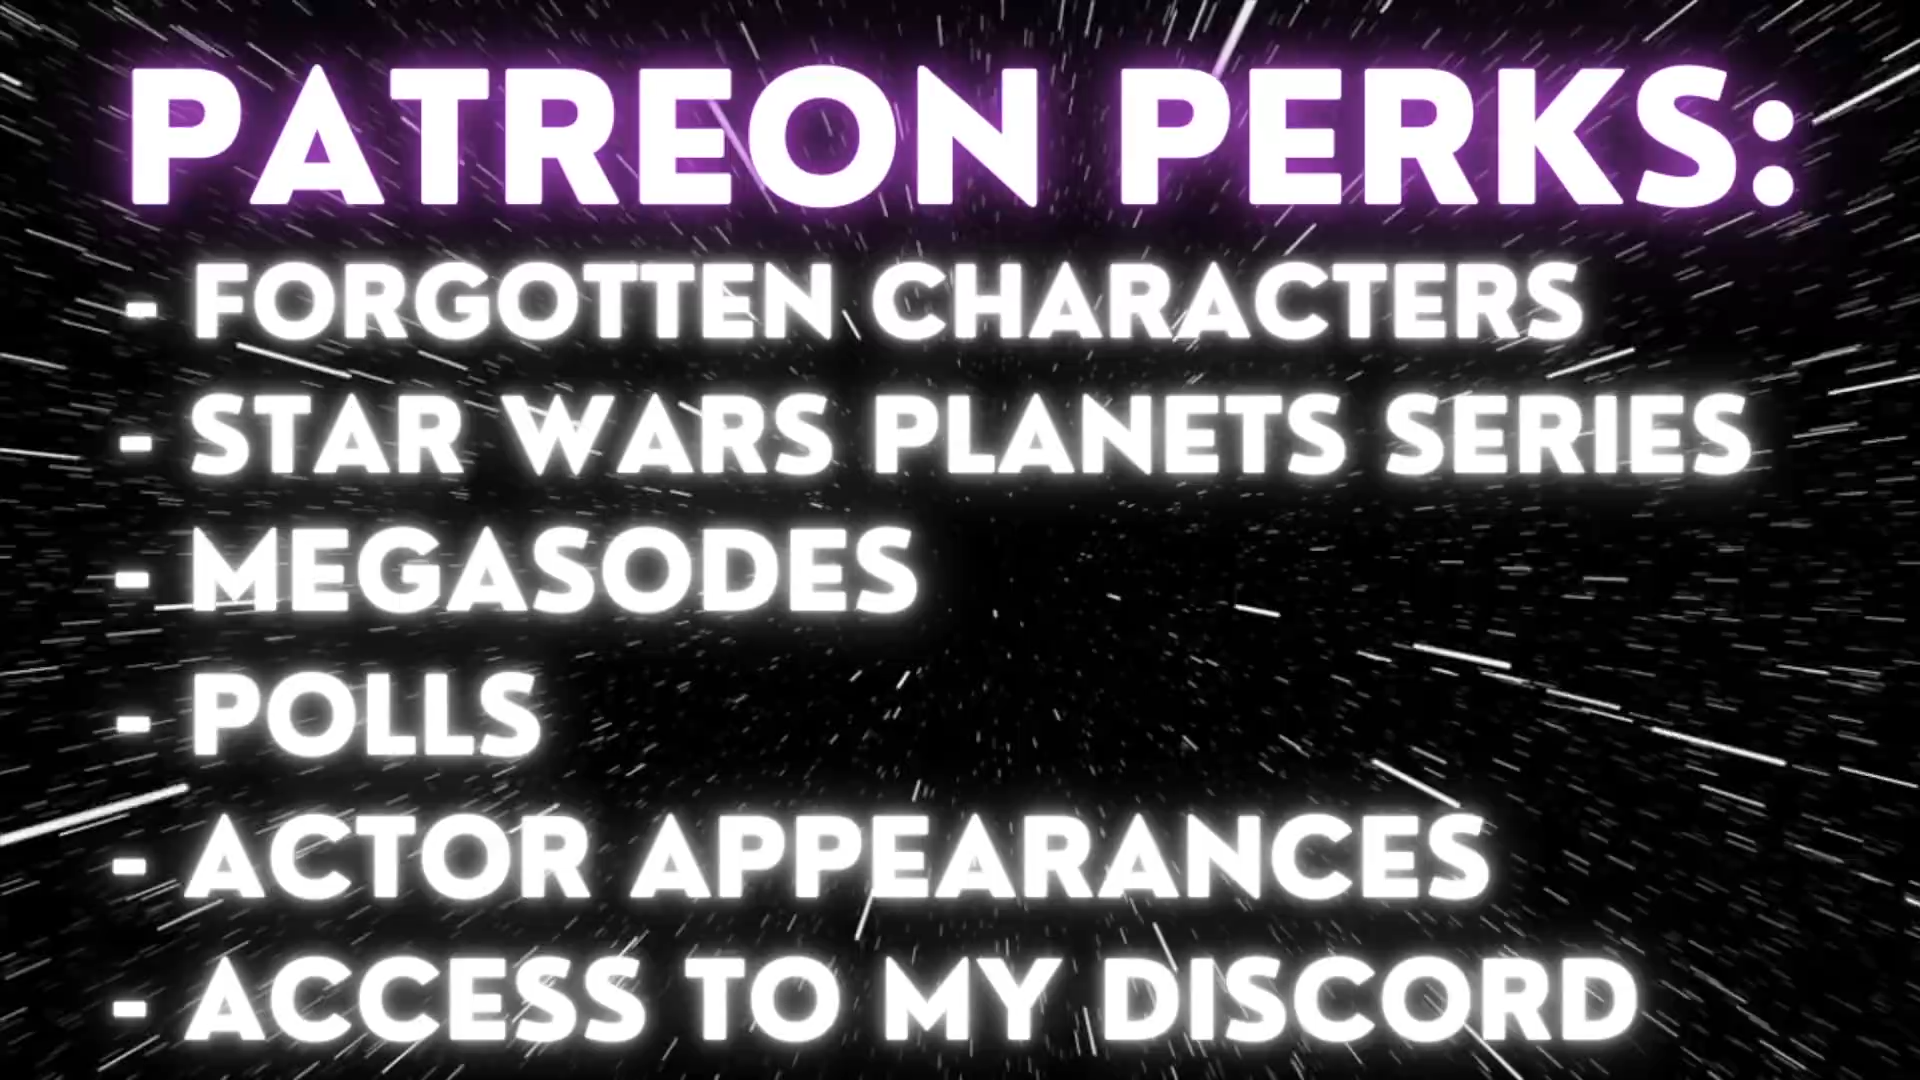 PATREON PERKS:
- FORGOTTEN CHARACTERS
- STAR WARS PLANETS SERIES
- MEGASODES
- POLLS
- ACTOR APPEARANCES
- ACCESS TO MY DISCORD